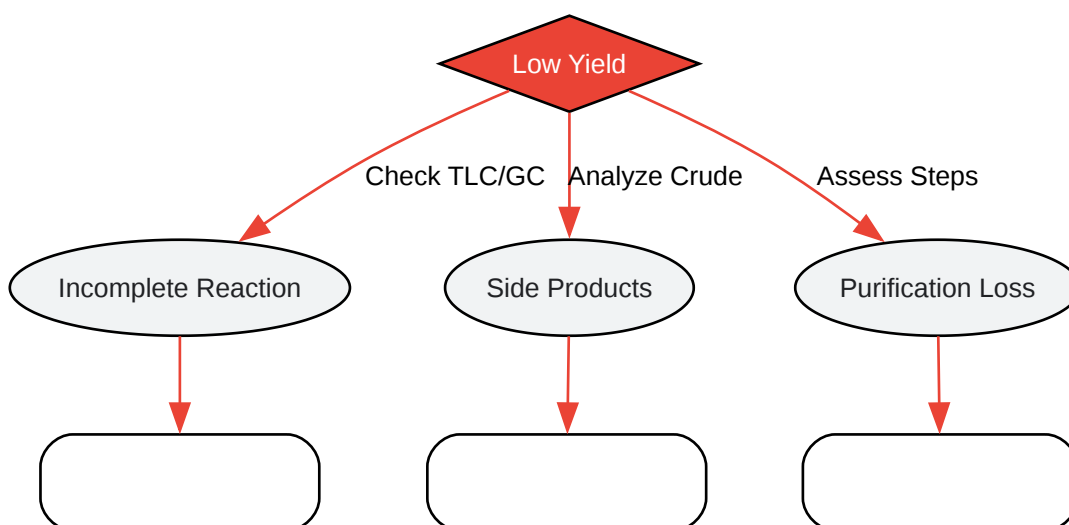 Low Yield
Check TLC/GC
Analyze Crude
Assess Steps
Incomplete Reaction
Side Products
Purification Loss